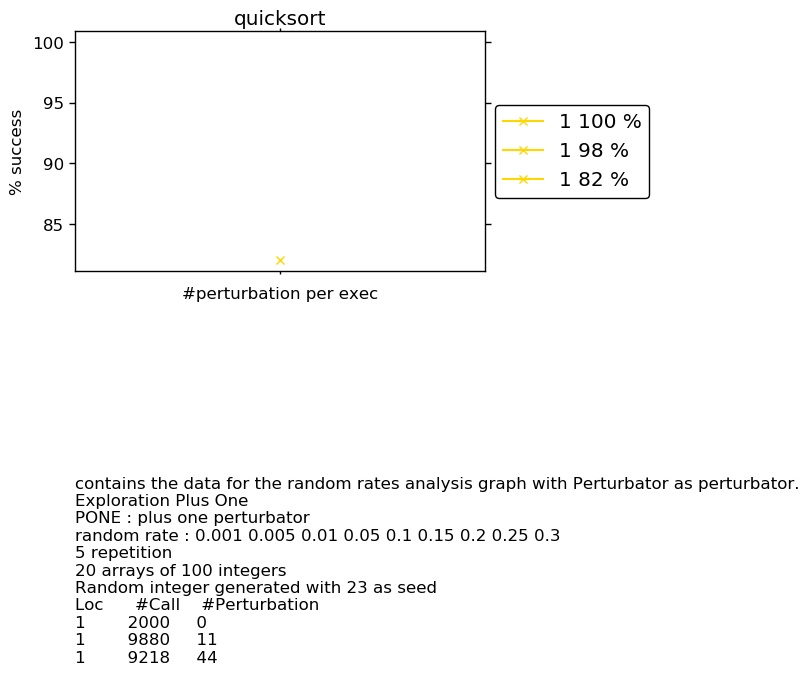 quicksort
100
95
90
85
% success
#perturbation per exec
1 100 %
1 98 %
1 82 %
contains the data for the random rates analysis graph with Perturbator as perturbator.
Exploration Plus One
PONE : plus one perturbator
random rate : 0.001 0.005 0.01 0.05 0.1 0.15 0.2 0.25 0.3
5 repetition
20 arrays of 100 integers
Random integer generated with 23 as seed
Loc #Call #Perturbation
1 2000 0
1 9880 11
1 9218 44